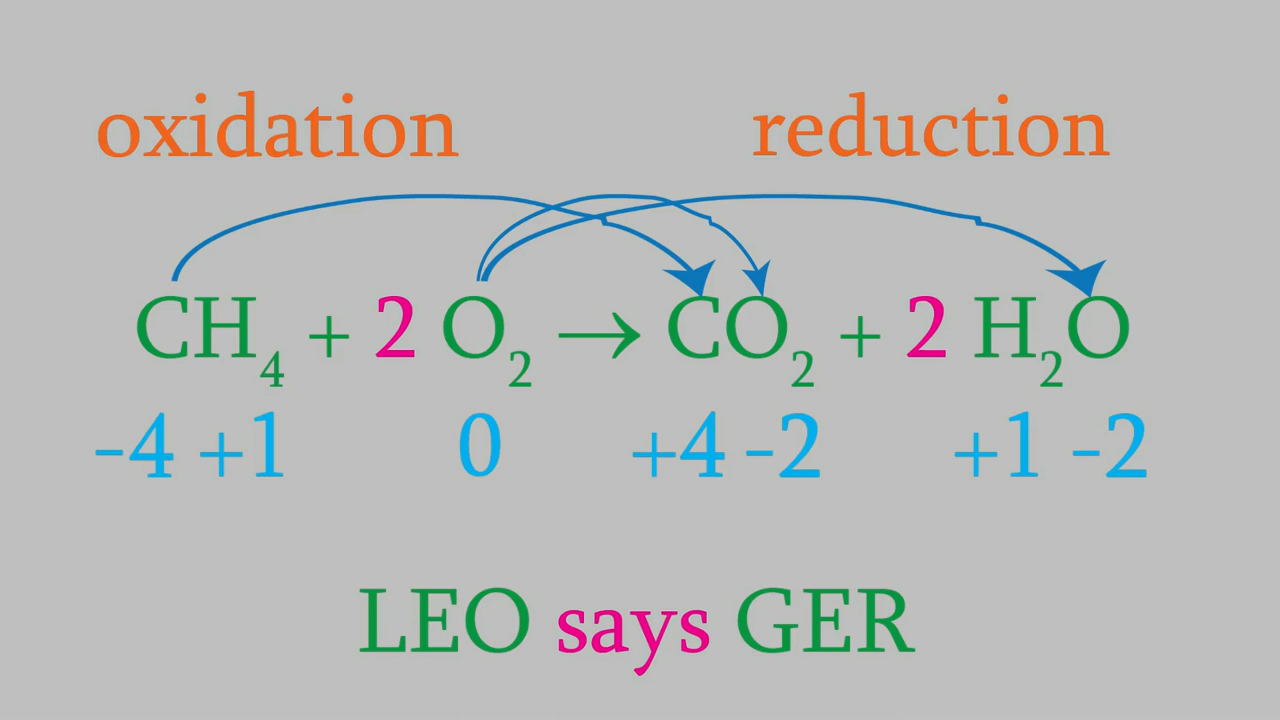 oxidation reduction
CH₄ + 2 O₂ → CO₂ + 2 H₂O
-4 +1 0 +4 -2 +1 -2
LEO says GER